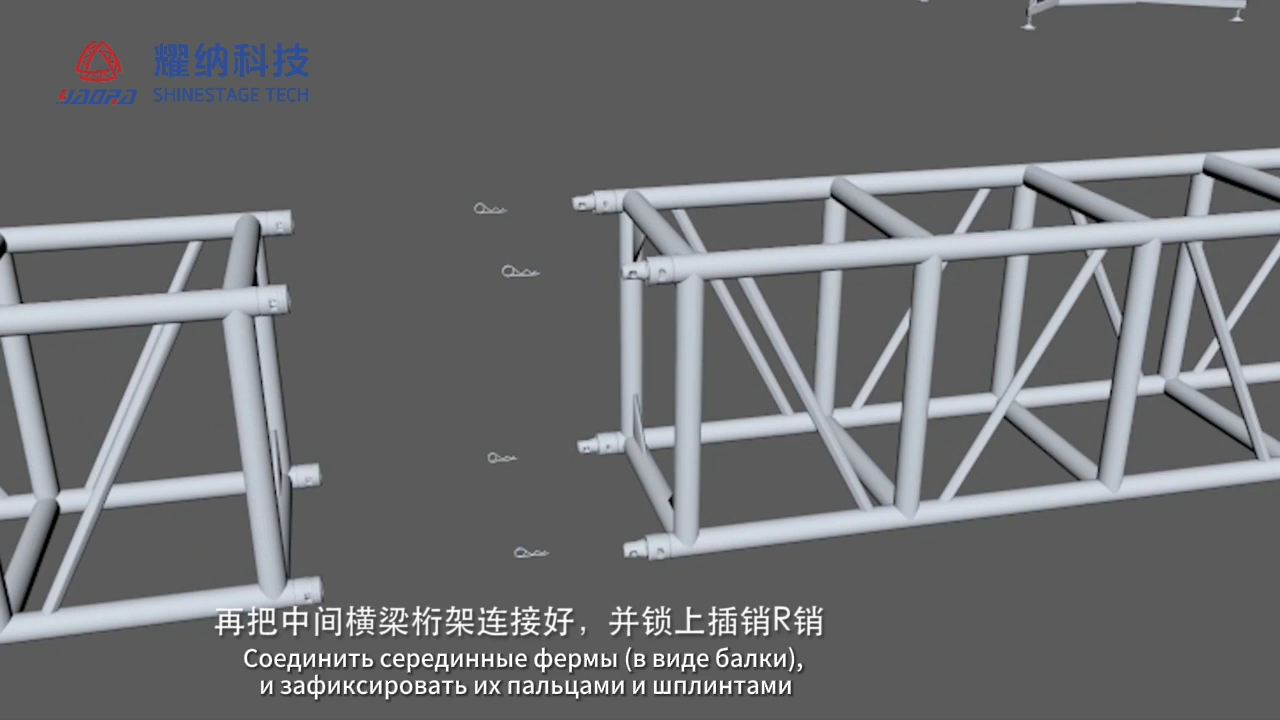 耀纳科技
YAOPA
SHINESTAGE TECH
再把中间横梁桁架连接好，并锁上插销R销
Соединить серединные фермы (в виде балки),
и зафиксировать их пальцами и шплинтами